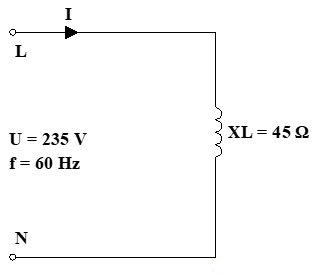 I
L
XL = 45 Ω
U = 235 V
f = 60 Hz
N